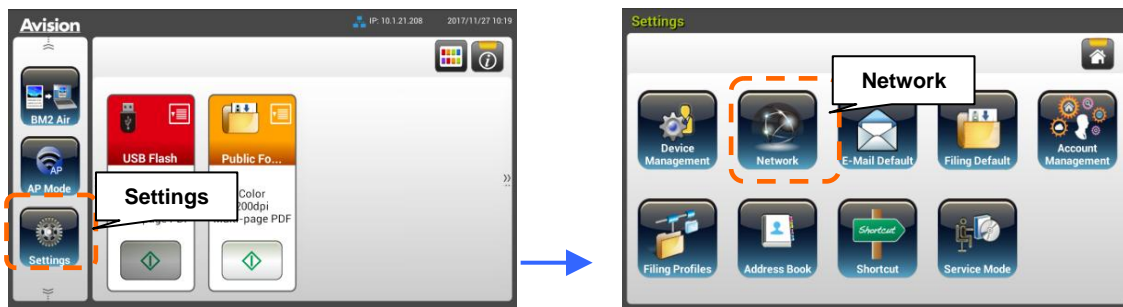 Avision
IP: 10.1.21.208 2017/11/27 10:19
BM2 Air
AP
AP Mode
Settings
USB Flash
Public Fo...
Color
200dpi
-page PDF
Settings
Settings
Network
Device
Management
Network
E-Mail Default
Filing Default
Account
Management
Filing Profiles
Address Book
Shortcut
Shortcut
Service Mode